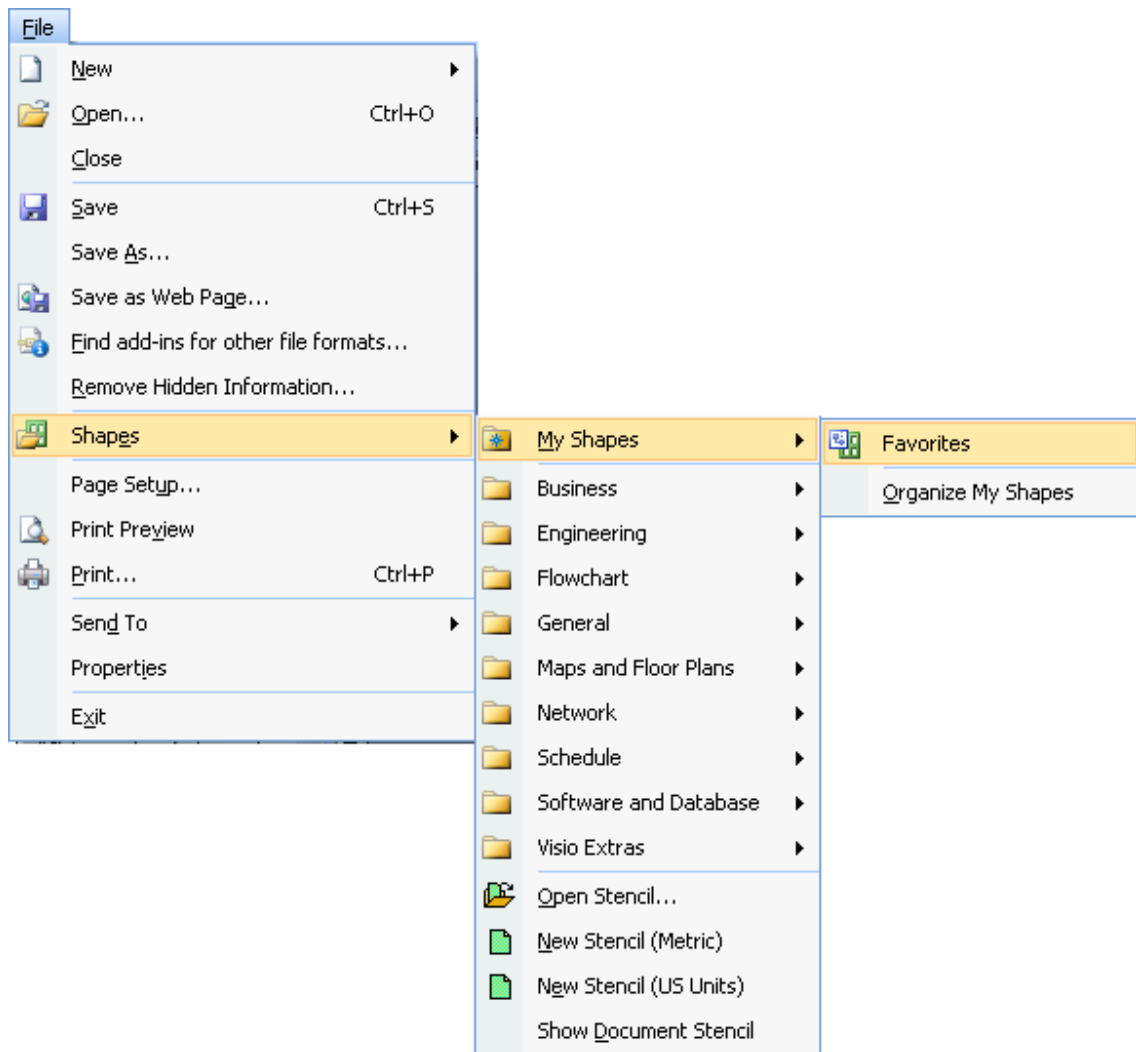 File
New
Open... Ctrl+O
Close
Save Ctrl+S
Save As...
Save as Web Page...
Find add-ins for other file formats...
Remove Hidden Information...
Shapes
Page Setup...
Print Preview
Print... Ctrl+P
Send To
Properties
Exit
My Shapes
Business
Engineering
Flowchart
General
Maps and Floor Plans
Network
Schedule
Software and Database
Visio Extras
Open Stencil...
New Stencil (Metric)
New Stencil (US Units)
Show Document Stencil
Favorites
Organize My Shapes